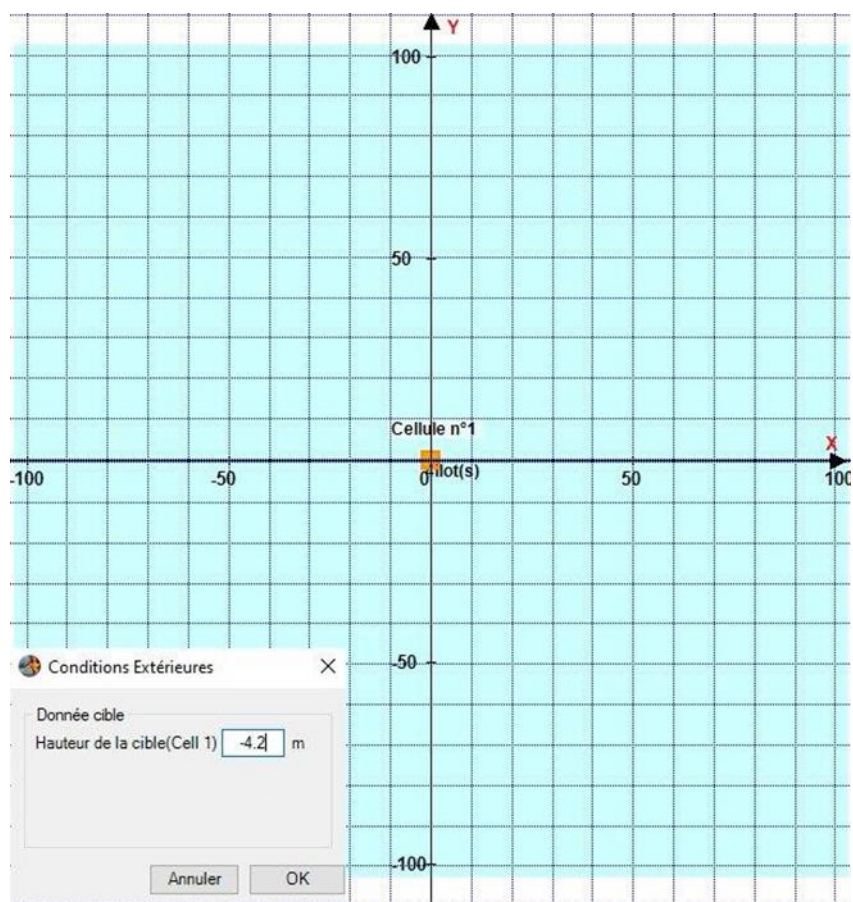 Y
100
50
Cellule n°1
X
-100
-50
0
ilot(s)
50
100
-50
Conditions Extérieures
Donnée cible
Hauteur de la cible(Cell 1) -4.2 m
-100
Annuler OK